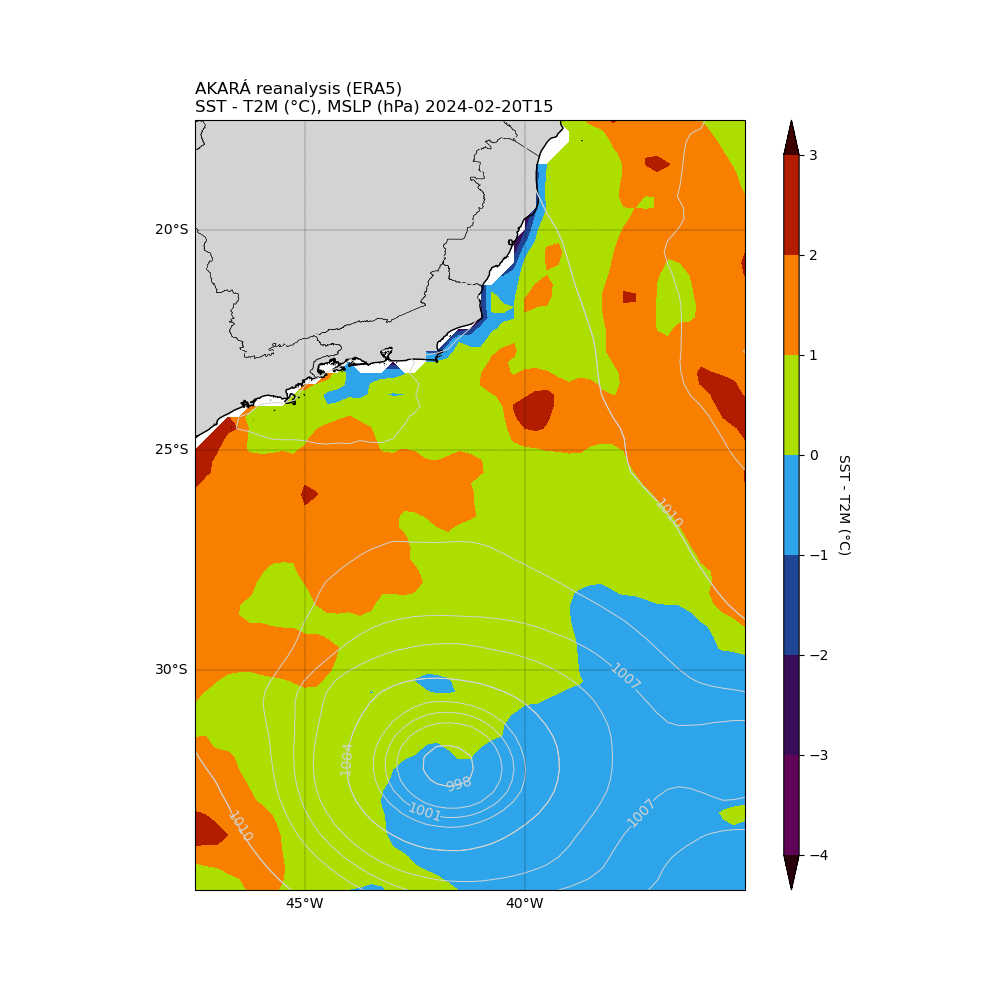 AKARÁ reanalysis (ERA5)
SST - T2M (°C), MSLP (hPa) 2024-02-20T15
3
2
1
0
−1
−2
−3
−4
SST - T2M (°C)
20°S
25°S
30°S
45°W
40°W
1010
1007
1004
998
1001
1007
1010